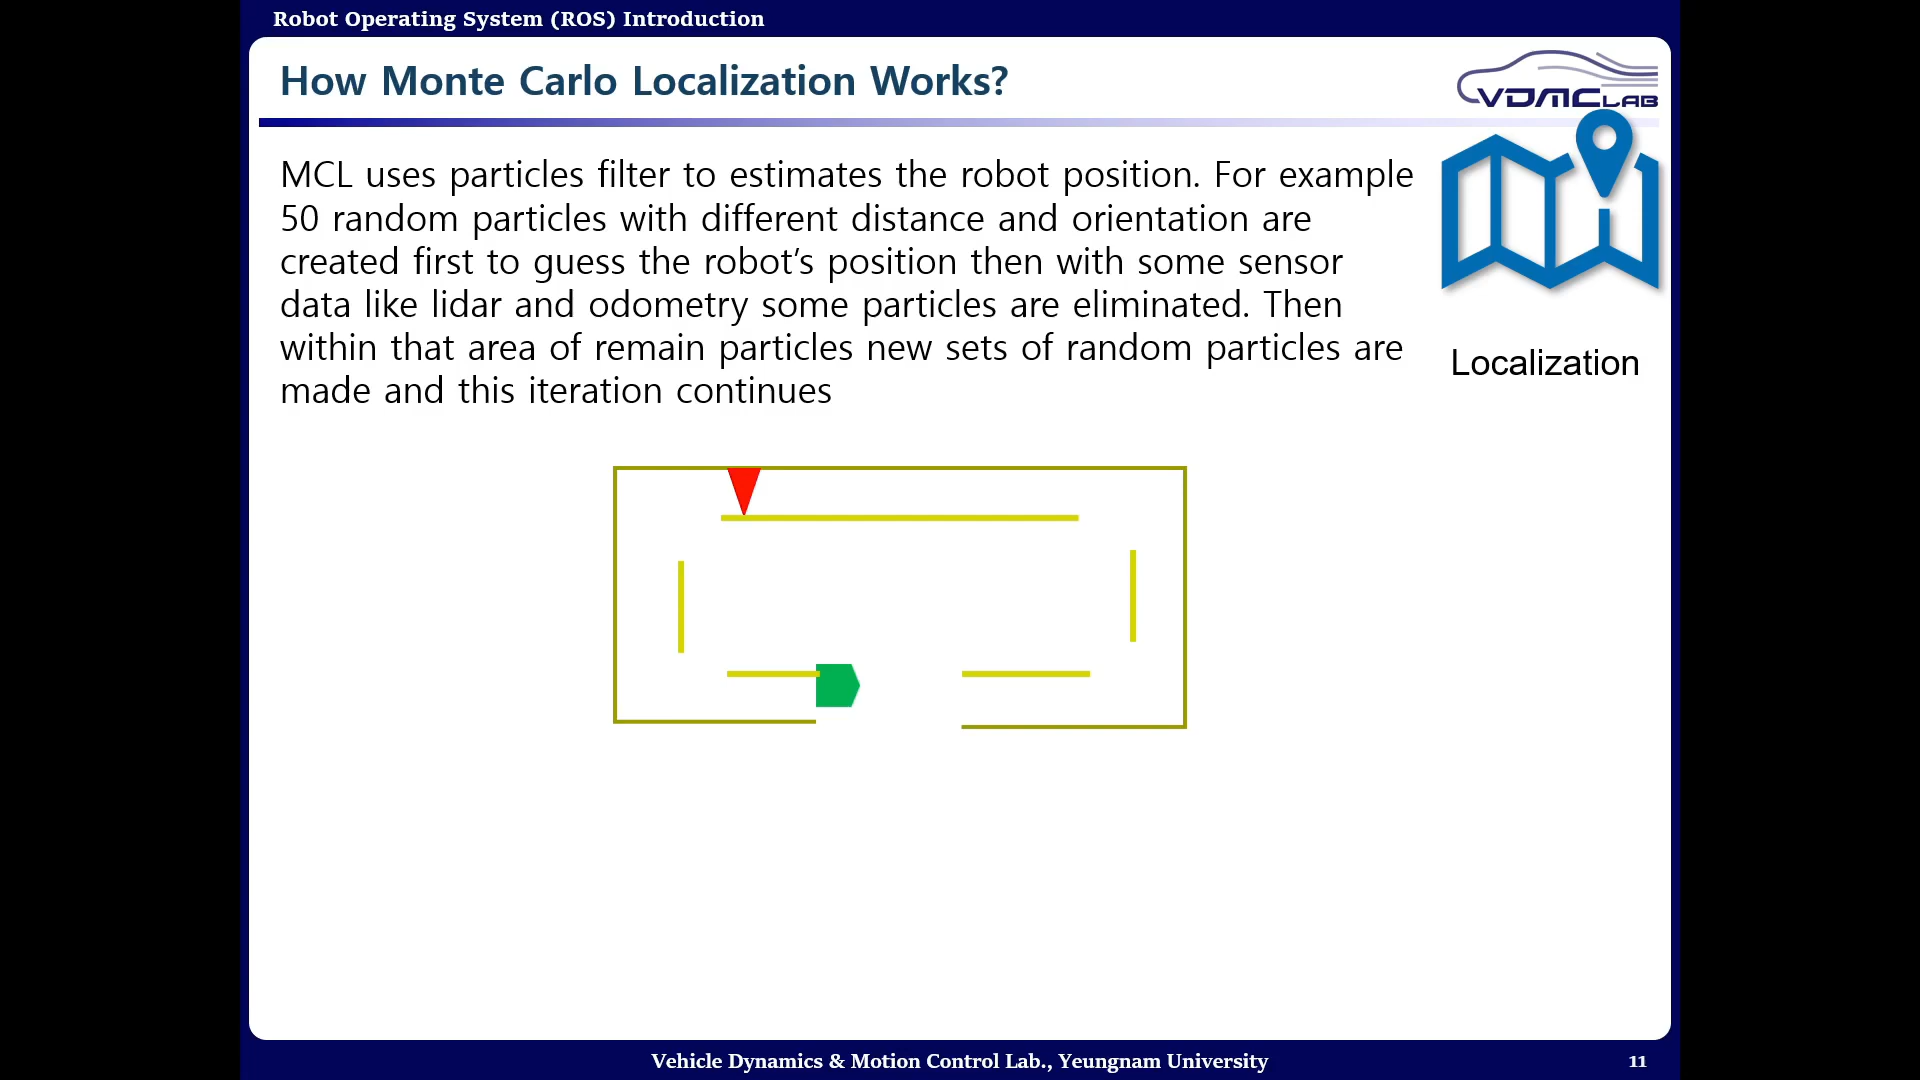 Robot Operating System (ROS) Introduction
How Monte Carlo Localization Works?
VDMC LAB
MCL uses particles filter to estimates the robot position. For example
50 random particles with different distance and orientation are
created first to guess the robot’s position then with some sensor
data like lidar and odometry some particles are eliminated. Then
within that area of remain particles new sets of random particles are
made and this iteration continues
Localization
Vehicle Dynamics & Motion Control Lab., Yeungnam University
11